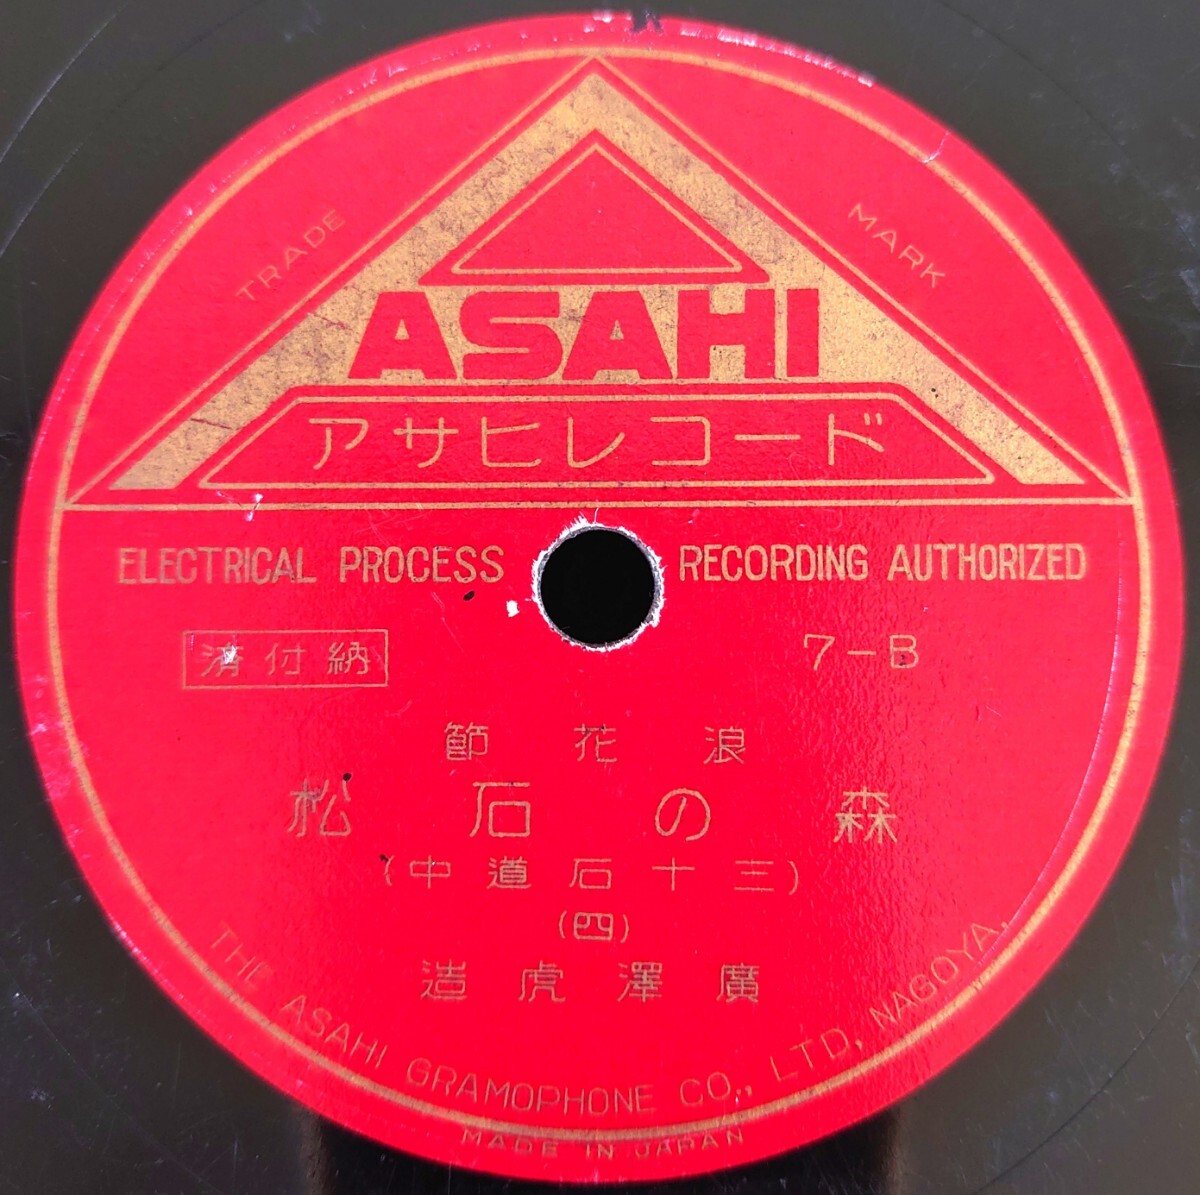 TRADE MARK
ASAHI
アサヒレコード
ELECTRICAL PROCESS RECORDING AUTHORIZED
納付済
7-B
浪花節
森の石松
(三十石道中)
(四)
廣澤虎造
THE ASAHI GRAMOPHONE CO., LTD, NAGOYA,
MADE IN JAPAN